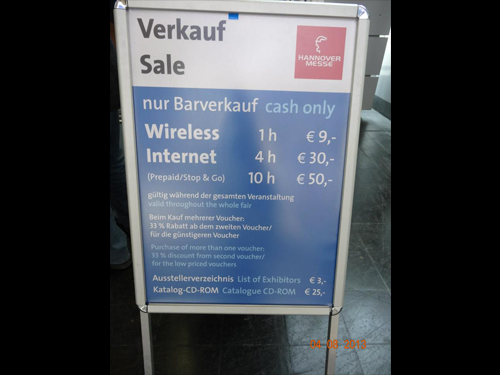 Verkauf
Sale
HANNOVER
MESSE
nur Barverkauf cash only
Wireless 1 h € 9,-
Internet 4 h € 30,-
(Prepaid/Stop & Go) 10 h € 50,-
gültig während der gesamten Veranstaltung
valid throughout the whole fair
Beim Kauf mehrerer Voucher:
33 % Rabatt ab dem zweiten Voucher/
für die günstigeren Voucher
Purchase of more than one voucher:
33 % discount from second voucher/
for the low priced vouchers
Ausstellerverzeichnis List of Exhibitors € 3,-
Katalog-CD-ROM Catalogue CD-ROM € 25,-